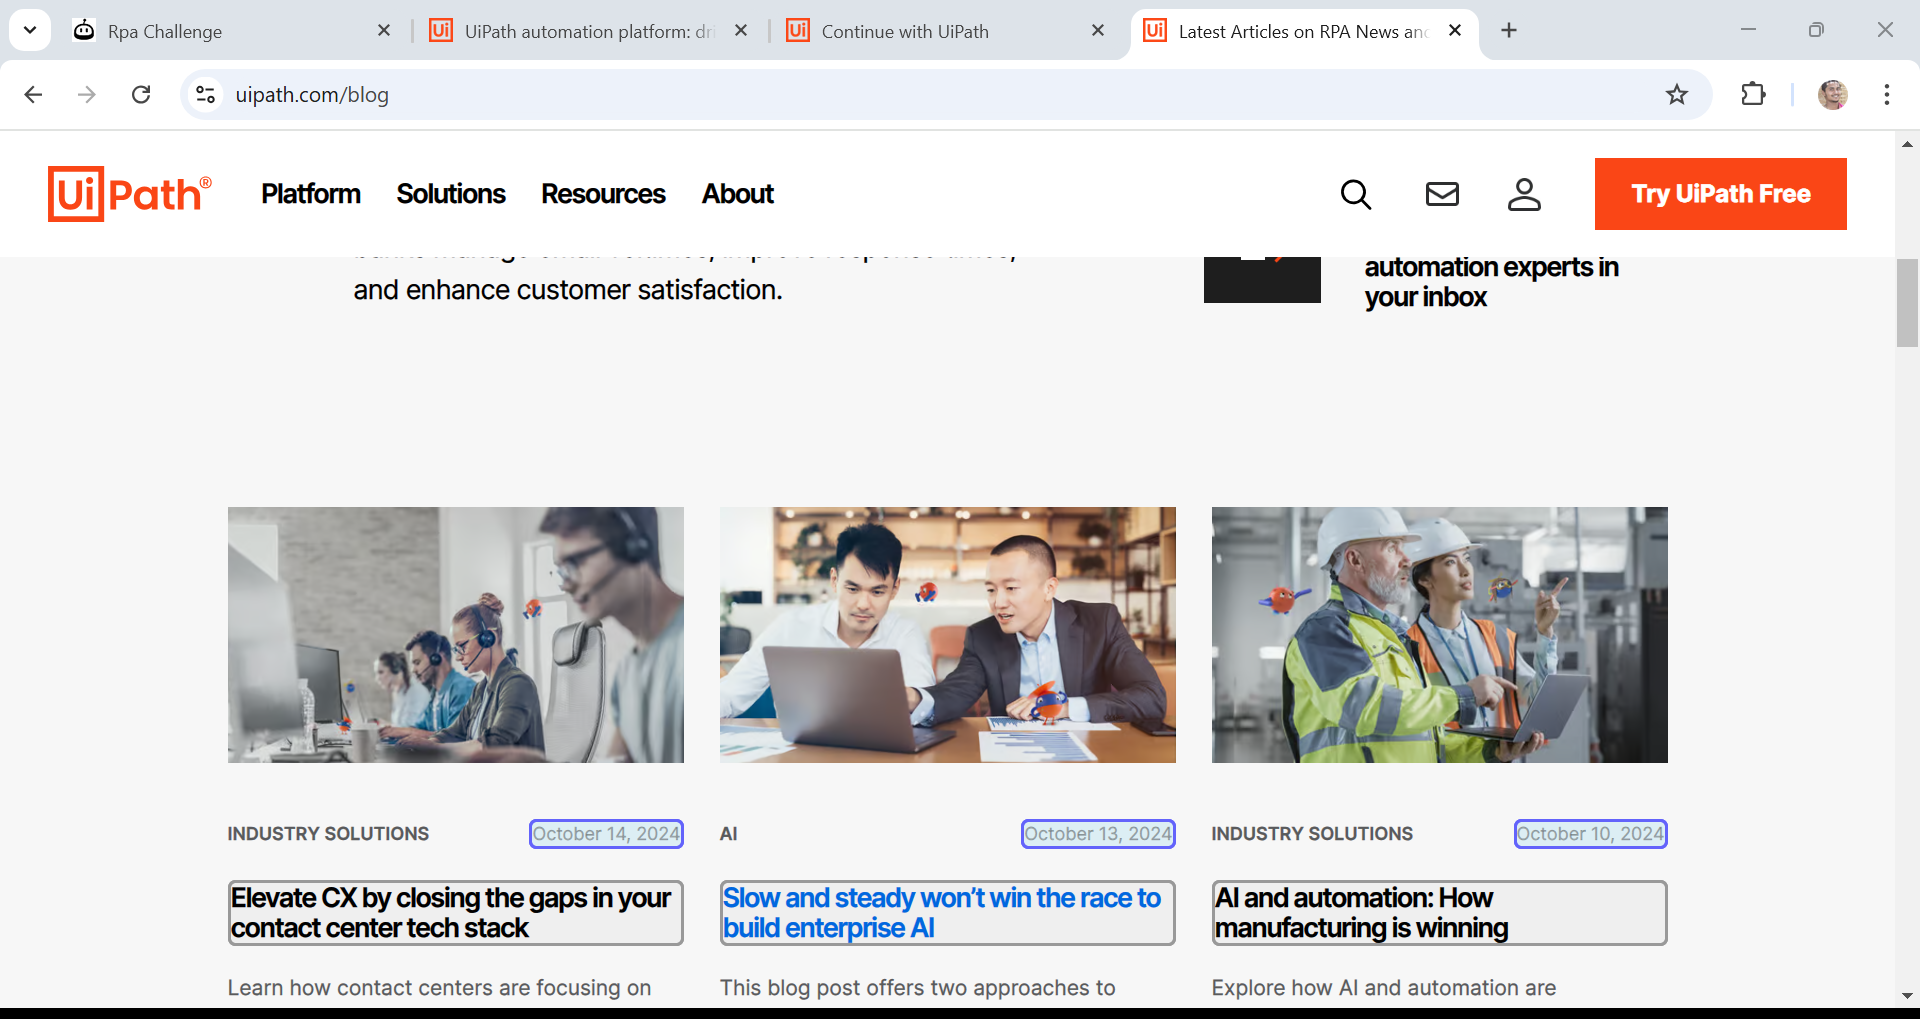 Rpa Challenge
UiPath automation platform: dri
Continue with UiPath
Latest Articles on RPA News and
uipath.com/blog
UiPath®
Platform
Solutions
Resources
About
Try UiPath Free
and enhance customer satisfaction.
automation experts in
your inbox
INDUSTRY SOLUTIONS
October 14, 2024
Elevate CX by closing the gaps in your
contact center tech stack
Learn how contact centers are focusing on
AI
October 13, 2024
Slow and steady won’t win the race to
build enterprise AI
This blog post offers two approaches to
INDUSTRY SOLUTIONS
October 10, 2024
AI and automation: How
manufacturing is winning
Explore how AI and automation are